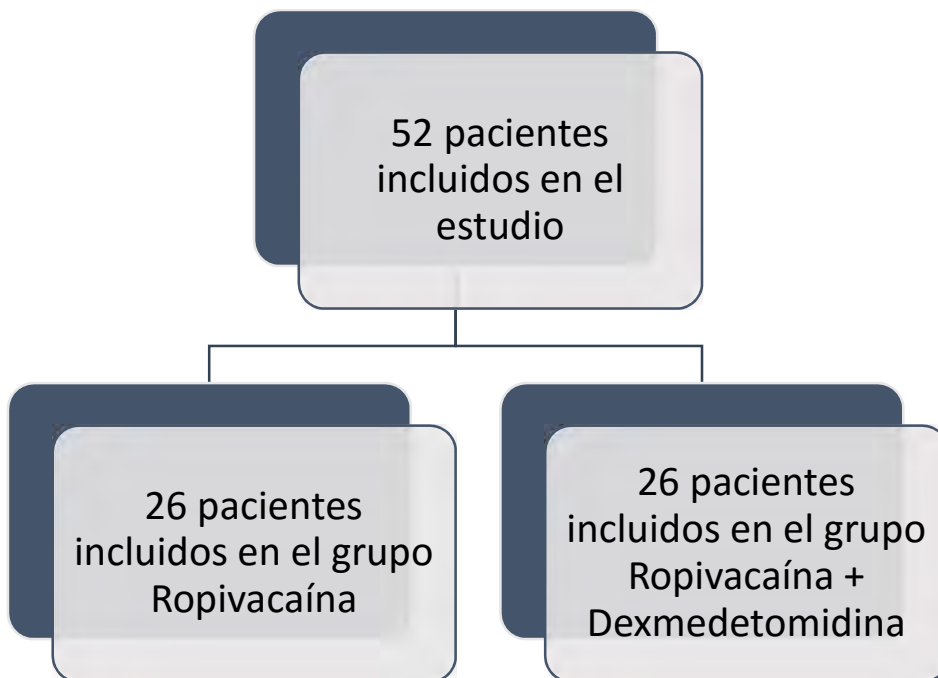 52 pacientes
incluidos en el
estudio
26 pacientes
incluidos en el grupo
Ropivacaína
26 pacientes
incluidos en el grupo
Ropivacaína +
Dexmedetomidina